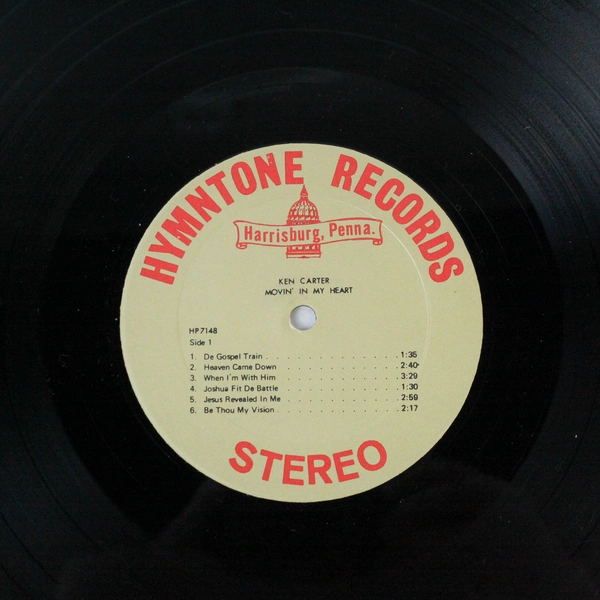 HYMNTONE RECORDS
Harrisburg, Penna.
KEN CARTER
MOVIN' IN MY HEART
HP7148
Side 1
1. De Gospel Train . . . . . . . . . . . . . . 1:35
2. Heaven Came Down . . . . . . . . . . . . . 2:40
3. When I'm With Him . . . . . . . . . . . . . 3:29
4. Joshua Fit De Battle . . . . . . . . . . . . . 1:30
5. Jesus Revealed In Me . . . . . . . . . . . . 2:59
6. Be Thou My Vision . . . . . . . . . . . . . 2:17
STEREO